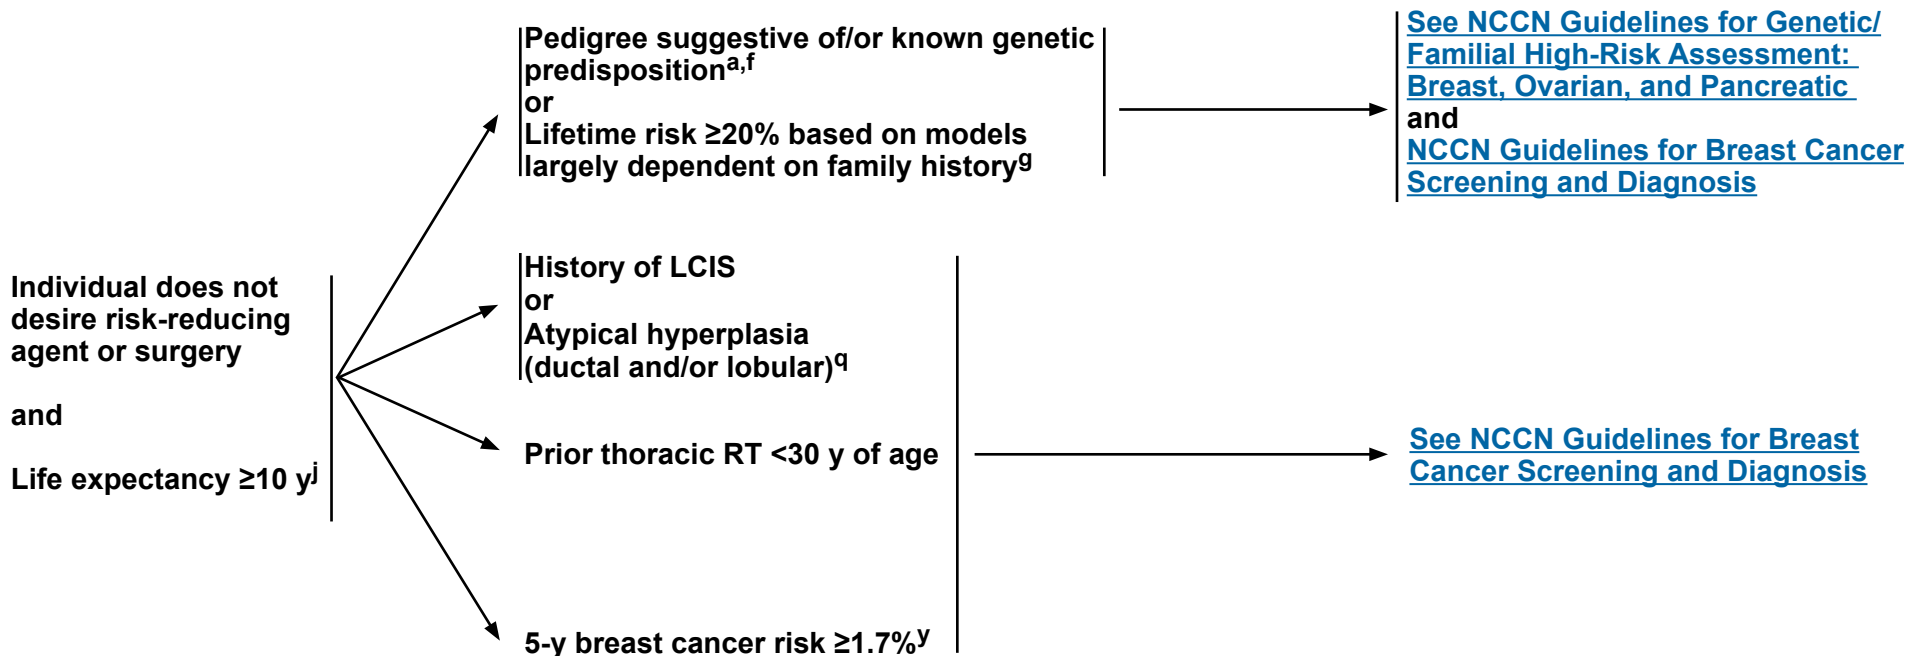 Individual does not
desire risk-reducing
agent or surgery
and
Life expectancy ≥10 yj
Pedigree suggestive of/or known genetic
predispositiona,f
or
Lifetime risk ≥20% based on models
largely dependent on family historyg
See NCCN Guidelines for Genetic/
Familial High-Risk Assessment:
Breast, Ovarian, and Pancreatic
and
NCCN Guidelines for Breast Cancer
Screening and Diagnosis
History of LCIS
or
Atypical hyperplasia
(ductal and/or lobular)q
Prior thoracic RT <30 y of age
5-y breast cancer risk ≥1.7%y
See NCCN Guidelines for Breast
Cancer Screening and Diagnosis